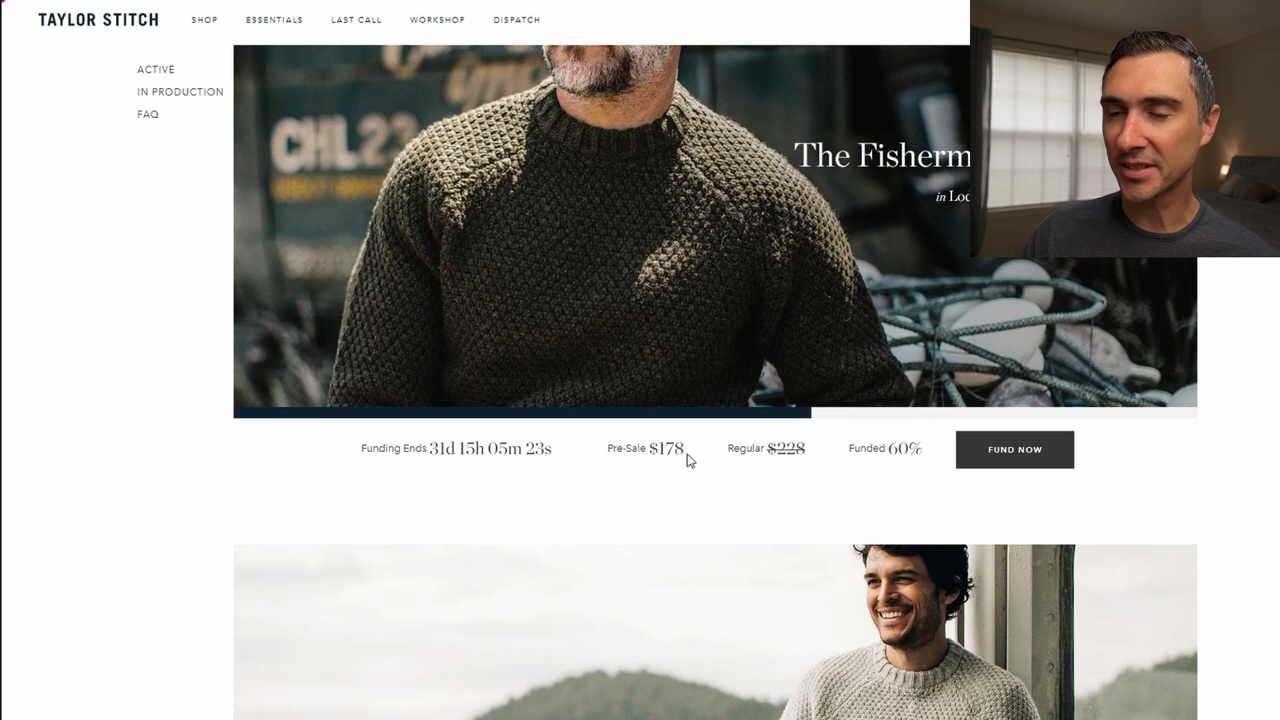 TAYLOR STITCH SHOP ESSENTIALS LAST CALL WORKSHOP DISPATCH
ACTIVE
IN PRODUCTION
FAQ
CHL23
The Fisherm
in Loc
Funding Ends 31d 15h 05m 23s Pre-Sale $178 Regular $228 Funded 60% FUND NOW